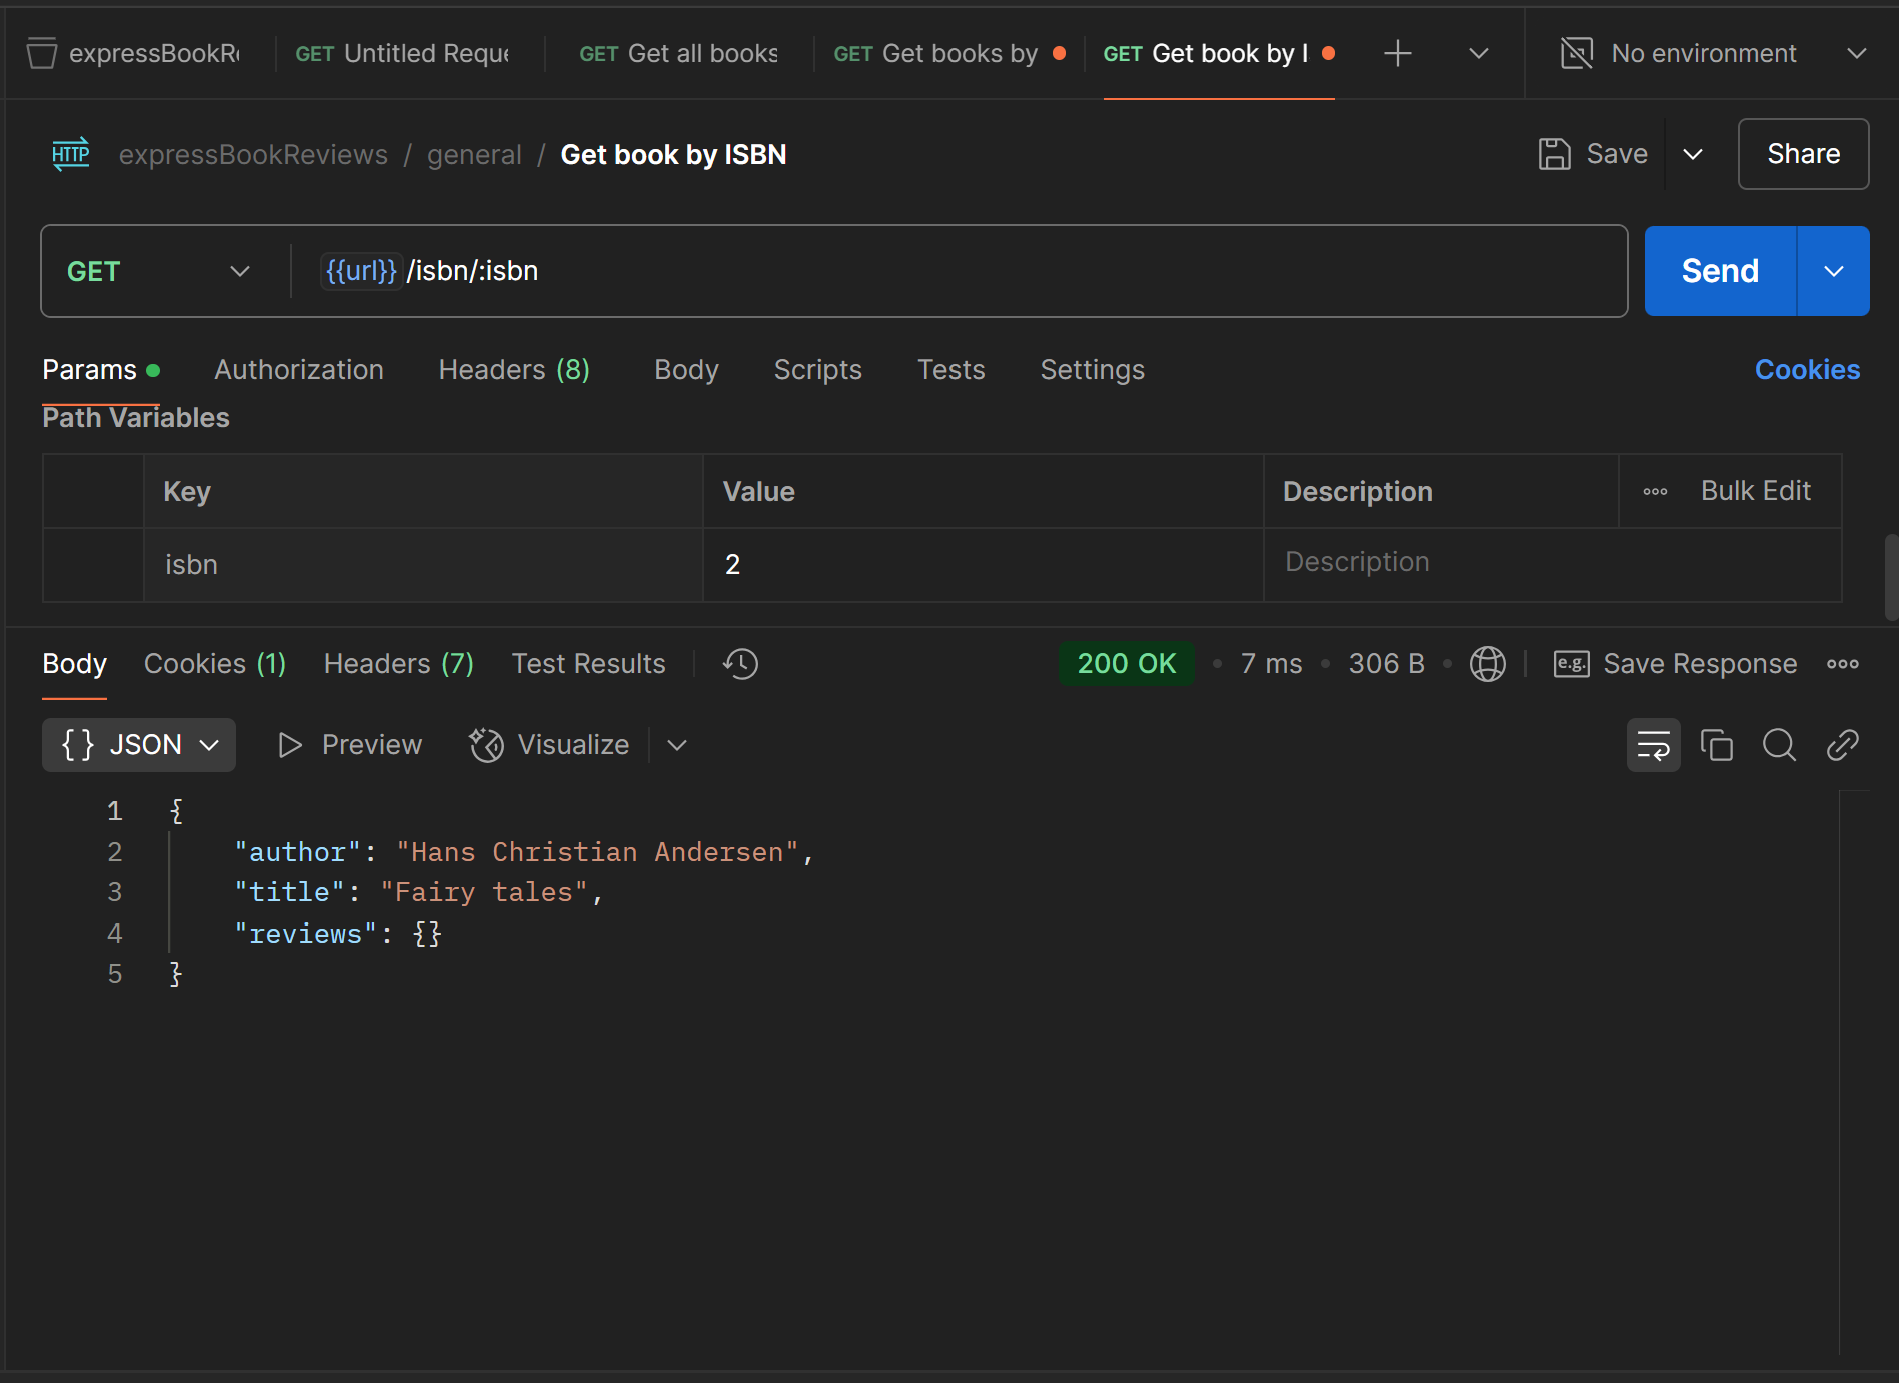 expressBookRe GET Untitled Reque GET Get all books GET Get books by GET Get book by I No environment
HTTP expressBookReviews / general / Get book by ISBN Save Share
GET {{url}}/isbn/:isbn Send
Params Authorization Headers (8) Body Scripts Tests Settings Cookies
Path Variables
Key Value Description Bulk Edit
isbn 2 Description
Body Cookies (1) Headers (7) Test Results 200 OK 7 ms 306 B e.g. Save Response
{} JSON Preview Visualize
1 {
2 "author": "Hans Christian Andersen",
3 "title": "Fairy tales",
4 "reviews": {}
5 }